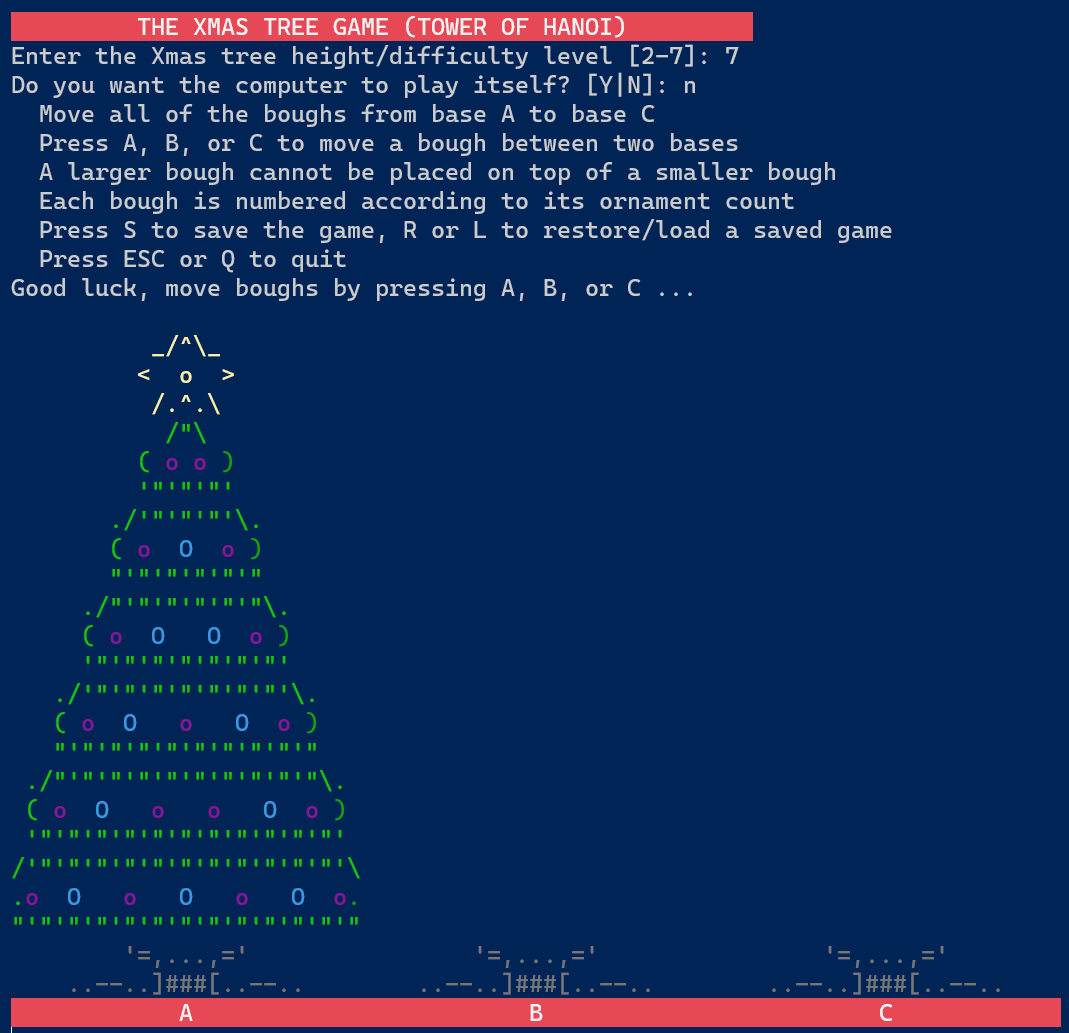 THE XMAS TREE GAME (TOWER OF HANOI)
Enter the Xmas tree height/difficulty level [2-7]: 7
Do you want the computer to play itself? [Y|N]: n
Move all of the boughs from base A to base C
Press A, B, or C to move a bough between two bases
A larger bough cannot be placed on top of a smaller bough
Each bough is numbered according to its ornament count
Press S to save the game, R or L to restore/load a saved game
Press ESC or Q to quit
Good luck, move boughs by pressing A, B, or C ...
A B C